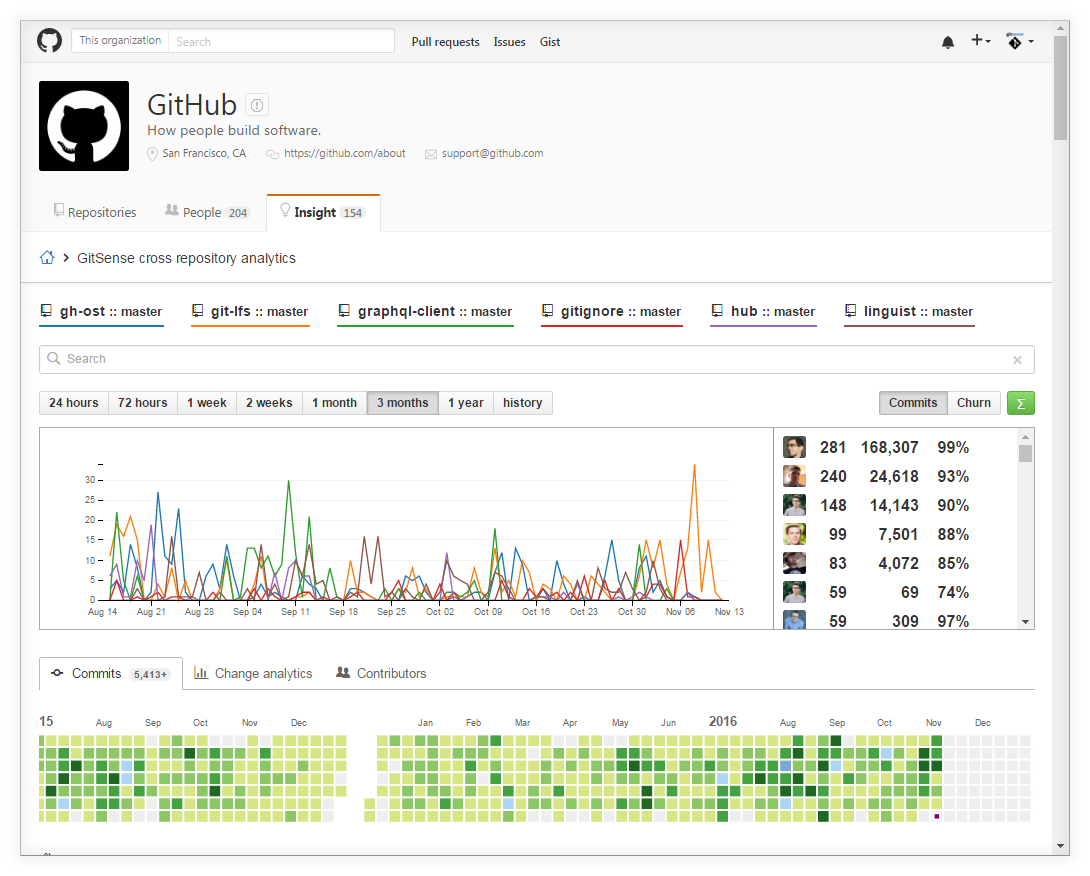 This organization Search Pull requests Issues Gist
GitHub
How people build software.
San Francisco, CA https://github.com/about support@github.com
Repositories People 204 Insight 154
GitSense cross repository analytics
gh-ost :: master git-lfs :: master graphql-client :: master gitignore :: master hub :: master linguist :: master
Search
24 hours 72 hours 1 week 2 weeks 1 month 3 months 1 year history Commits Churn Σ
30
25
20
15
10
5
0
Aug 14 Aug 21 Aug 28 Sep 04 Sep 11 Sep 18 Sep 25 Oct 02 Oct 09 Oct 16 Oct 23 Oct 30 Nov 06 Nov 13
281 168,307 99%
240 24,618 93%
148 14,143 90%
99 7,501 88%
83 4,072 85%
59 69 74%
59 309 97%
Commits 5,413+ Change analytics Contributors
15 Aug Sep Oct Nov Dec Jan Feb Mar Apr May Jun 2016 Aug Sep Oct Nov Dec